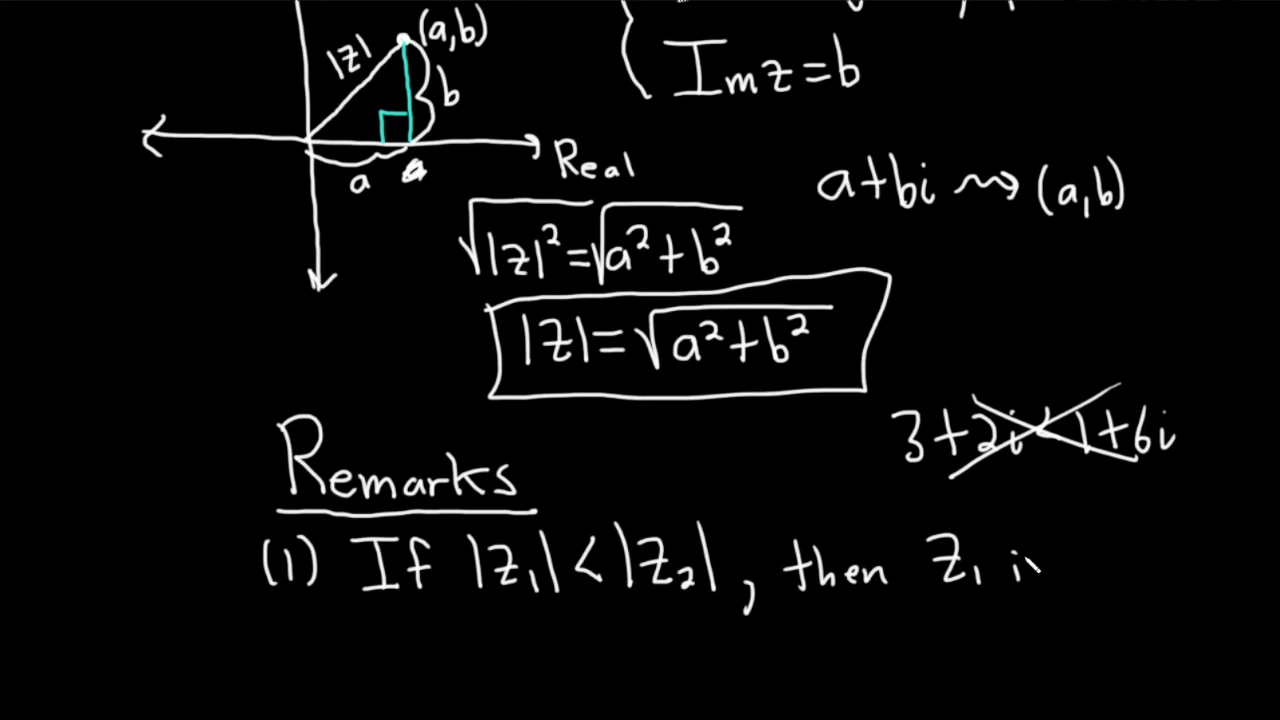 (a,b)
|z|
b
Im z = b
Real
a
a+bi ⇝ (a,b)
√|z|² = √a²+b²
|z| = √a²+b²
3+2i < 1+6i
Remarks
(1) If |z₁| < |z₂|, then z₁ i